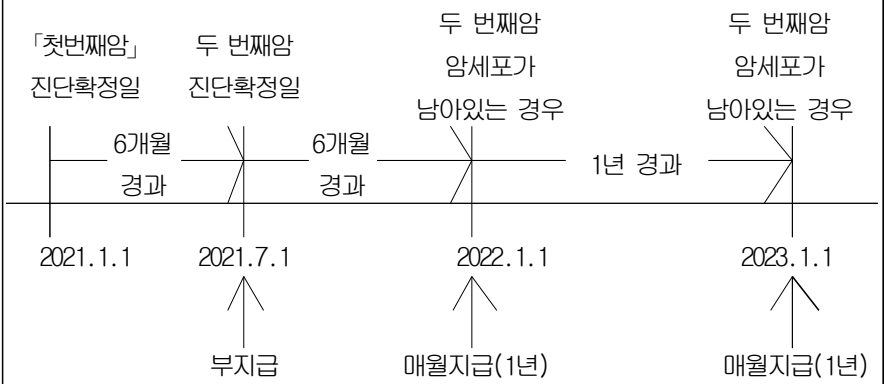 「첫번째암」
진단확정일
두 번째암
진단확정일
두 번째암
암세포가
남아있는 경우
두 번째암
암세포가
남아있는 경우
6개월
경과
6개월
경과
1년 경과
2021.1.1
2021.7.1
2022.1.1
2023.1.1
부지급
매월지급(1년)
매월지급(1년)